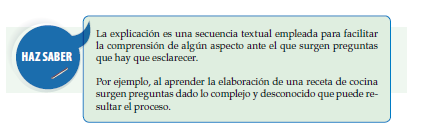 HAZ SABER
La explicación es una secuencia textual empleada para facilitar
la comprensión de algún aspecto ante el que surgen preguntas
que hay que esclarecer.
Por ejemplo, al aprender la elaboración de una receta de cocina
surgen preguntas dado lo complejo y desconocido que puede re-
sultar el proceso.